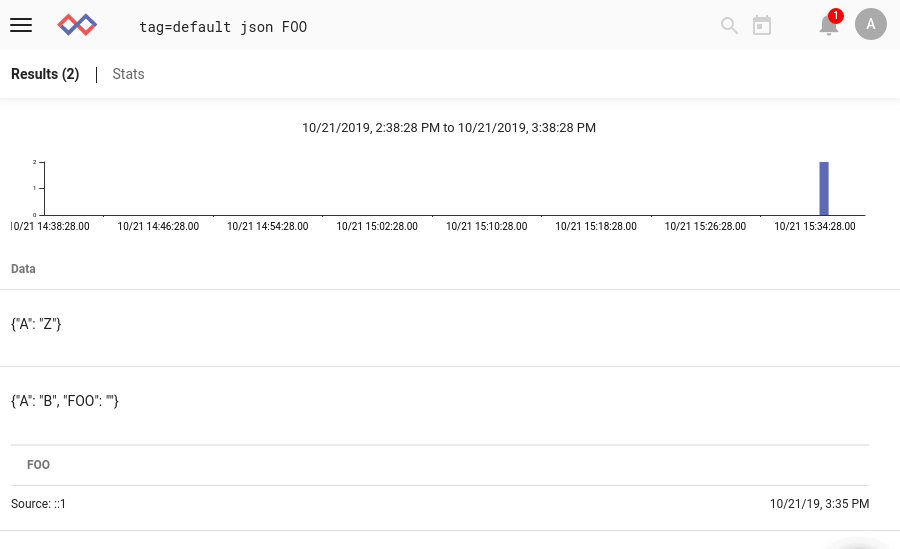 tag=default json FOO
1
A
Results (2) | Stats
10/21/2019, 2:38:28 PM to 10/21/2019, 3:38:28 PM
2
1
0
10/21 14:38:28.00 10/21 14:46:28.00 10/21 14:54:28.00 10/21 15:02:28.00 10/21 15:10:28.00 10/21 15:18:28.00 10/21 15:26:28.00 10/21 15:34:28.00
Data
{"A": "Z"}
{"A": "B", "FOO": ""}
FOO
Source: ::1 10/21/19, 3:35 PM